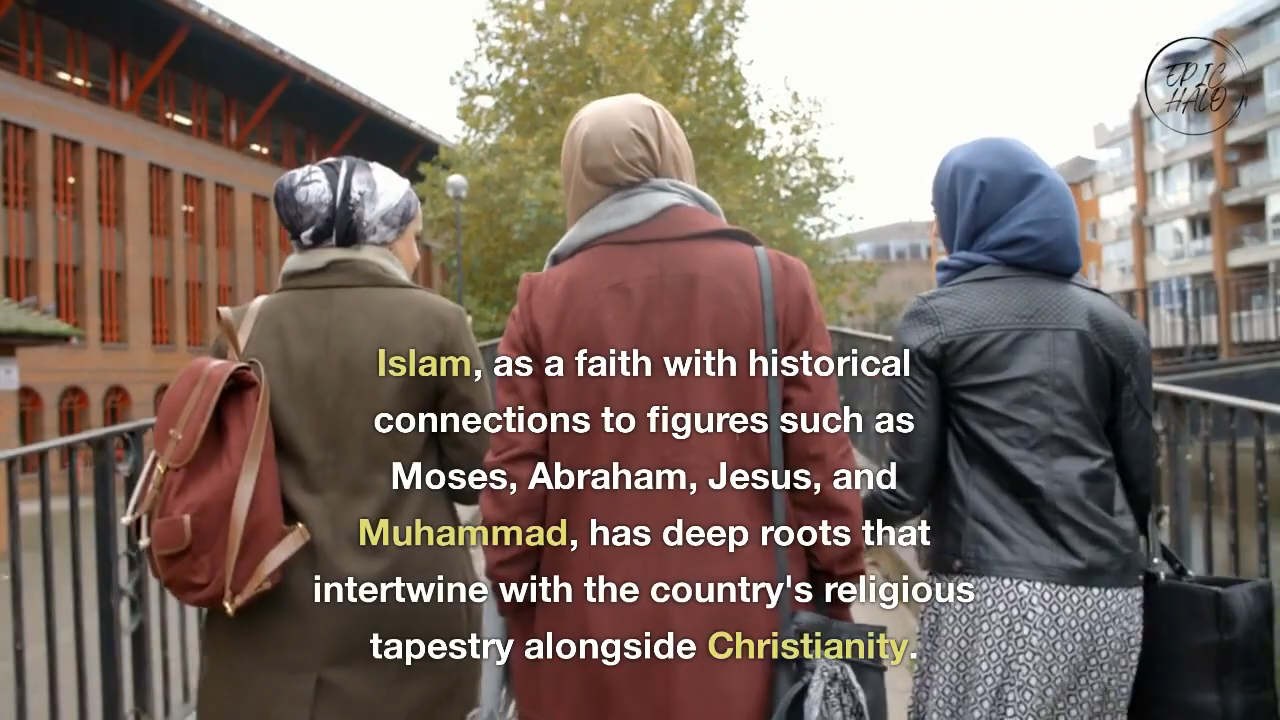 EPIC
HALO
Islam, as a faith with historical
connections to figures such as
Moses, Abraham, Jesus, and
Muhammad, has deep roots that
intertwine with the country's religious
tapestry alongside Christianity.